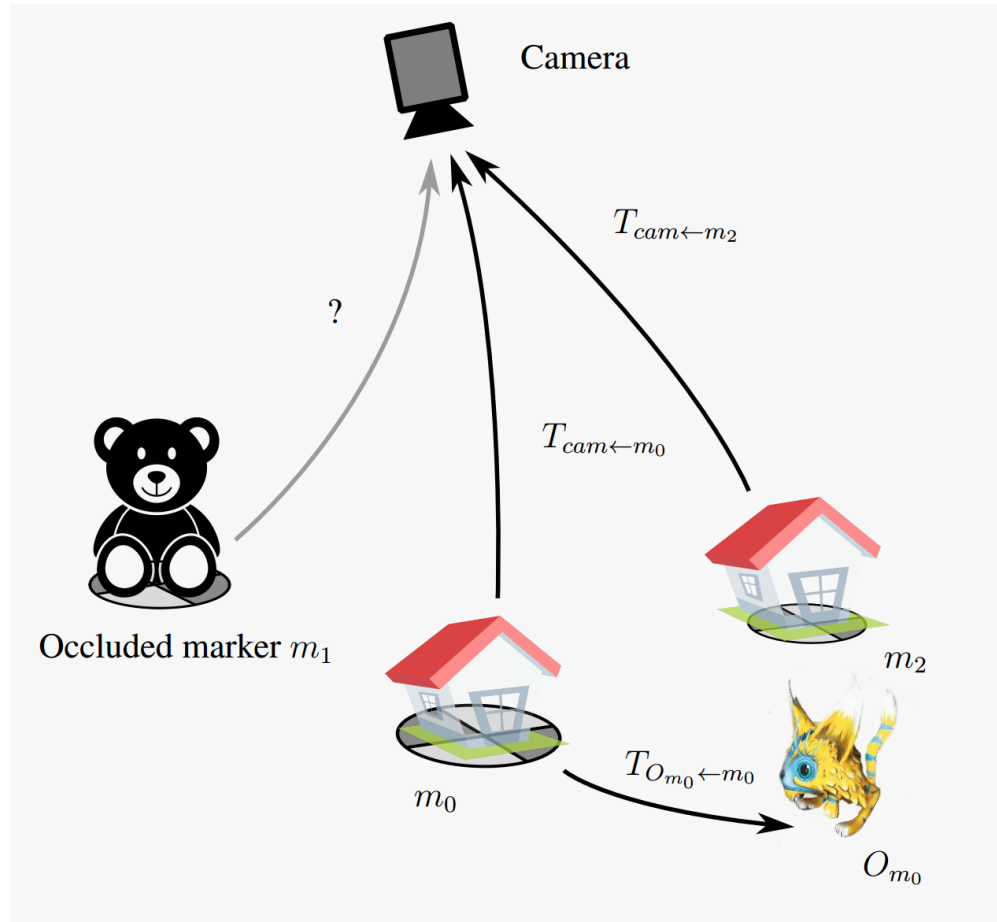 Camera
T_{cam←m_2}
?
T_{cam←m_0}
Occluded marker m_1
m_2
T_{O_{m_0}←m_0}
m_0
O_{m_0}